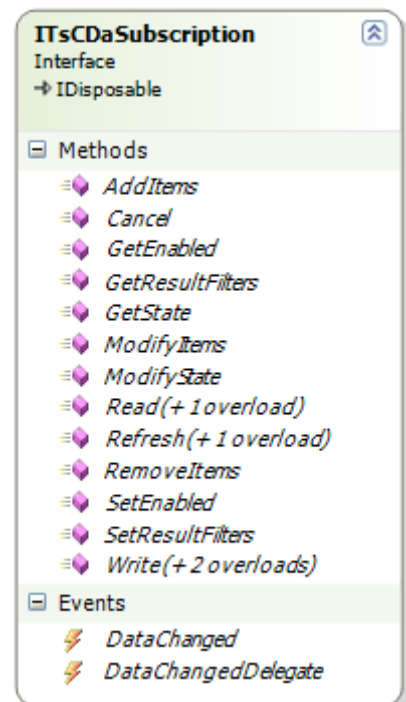 ITsCDaSubscription
Interface
IDisposable
Methods
AddItems
Cancel
GetEnabled
GetResultFilters
GetState
ModifyItems
ModifyState
Read (+ 1 overload)
Refresh (+ 1 overload)
RemoveItems
SetEnabled
SetResultFilters
Write (+ 2 overloads)
Events
DataChanged
DataChangedDelegate